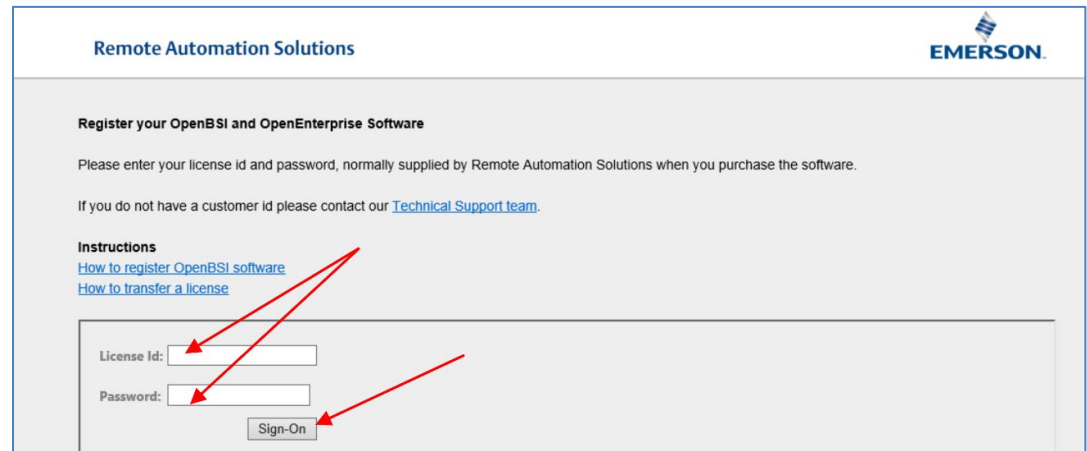 Remote Automation Solutions
EMERSON.
Register your OpenBSI and OpenEnterprise Software
Please enter your license id and password, normally supplied by Remote Automation Solutions when you purchase the software.
If you do not have a customer id please contact our Technical Support team.
Instructions
How to register OpenBSI software
How to transfer a license
License Id:
Password:
Sign-On